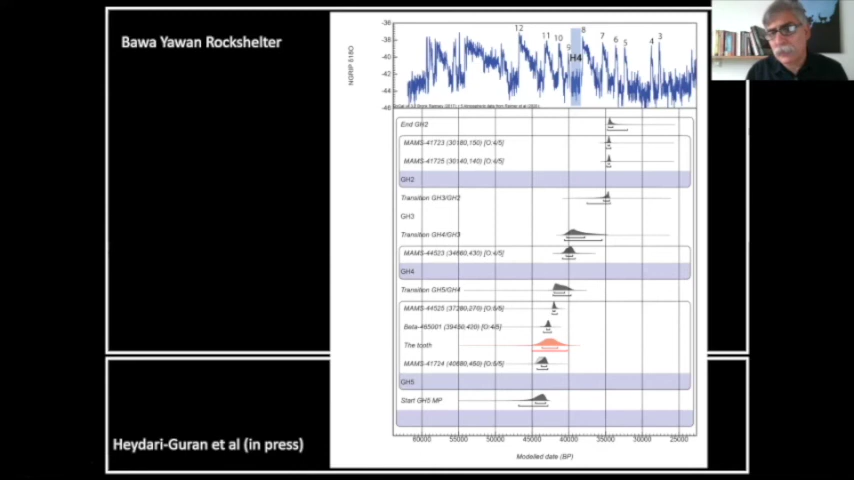 Bawa Yawan Rockshelter
-36
-38
-40
-42
-44
-46
NGRIP δ18O
12
11
10
9
H4
8
7
6
5
4
3
End GH2
MAMS-41723 (30180,150) [O:4/5]
MAMS-41725 (30140,140) [O:4/5]
GH2
Transition GH3/GH2
GH3
Transition GH4/GH3
MAMS-44523 (34660,430) [O:4/5]
GH4
Transition GH5/GH4
MAMS-44525 (37280,270) [O:5/5]
Beta-465001 (39400,420) [O:4/5]
The tooth
MAMS-41724 (40680,450) [O:5/5]
GH5
Start GH5 MP
60000 55000 50000 45000 40000 35000 30000 25000
Modelled date (BP)
Heydari-Guran et al (in press)